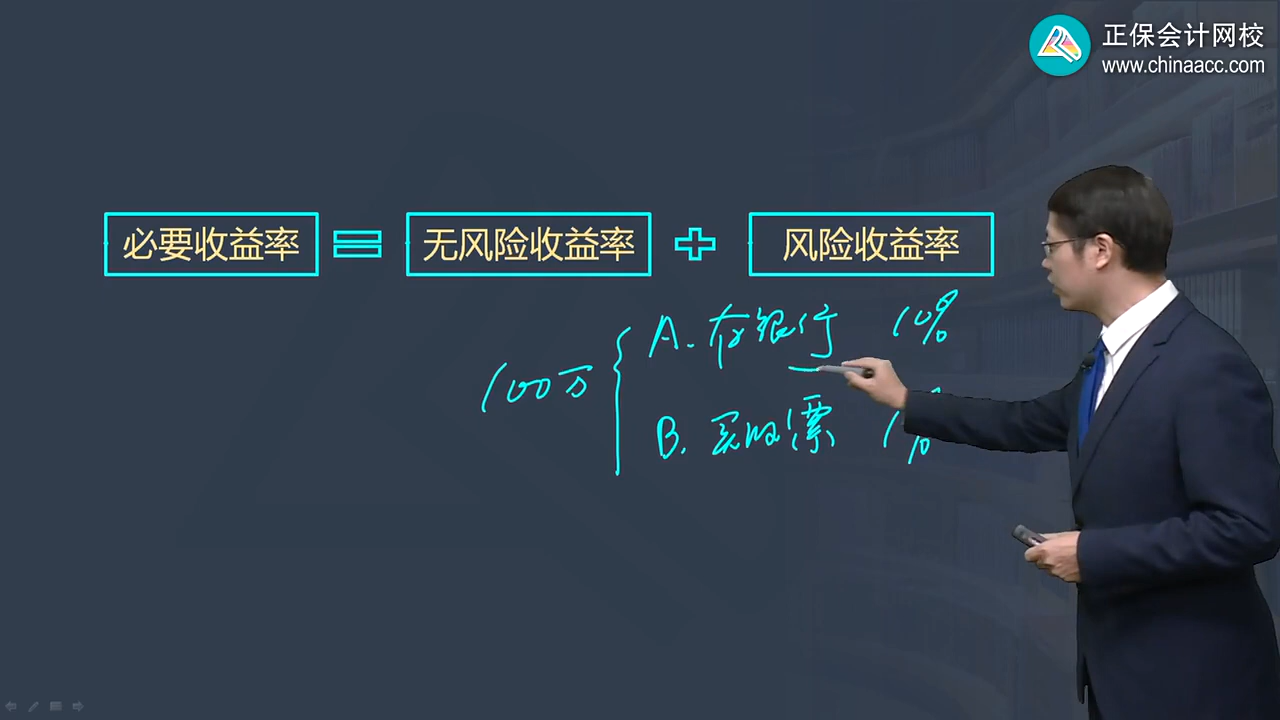 正保会计网校
www.chinaacc.com
必要收益率 = 无风险收益率 + 风险收益率
100万
A. 存银行 10%
B. 买股票 1%